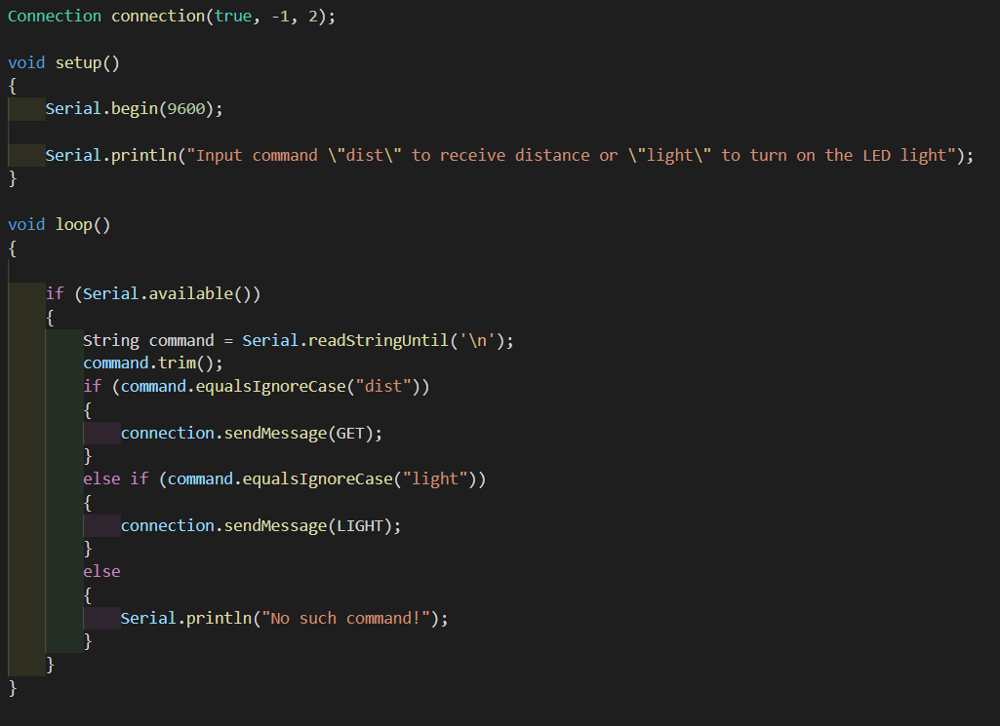 Connection connection(true, -1, 2);
void setup()
{
    Serial.begin(9600);
    Serial.println("Input command \"dist\" to receive distance or \"light\" to turn on the LED light");
}
void loop()
{
    if (Serial.available())
    {
        String command = Serial.readStringUntil('\n');
        command.trim();
        if (command.equalsIgnoreCase("dist"))
        {
            connection.sendMessage(GET);
        }
        else if (command.equalsIgnoreCase("light"))
        {
            connection.sendMessage(LIGHT);
        }
        else
        {
            Serial.println("No such command!");
        }
    }
}